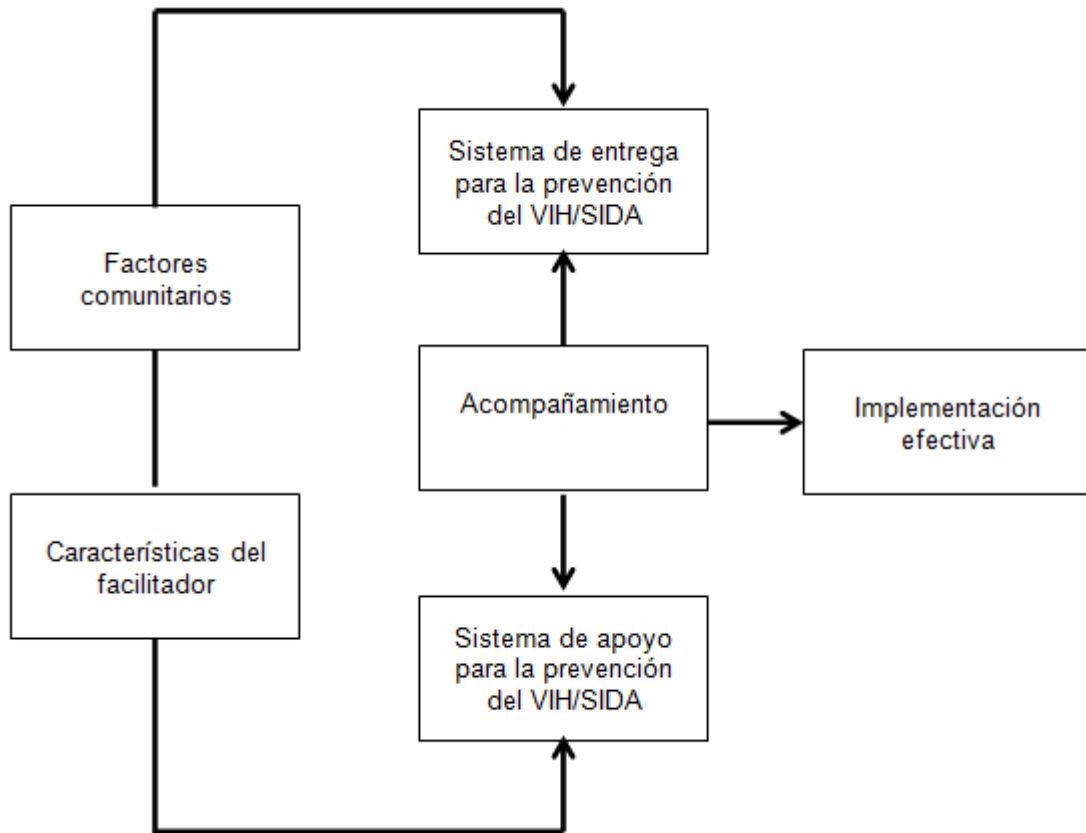 Sistema de entrega
para la prevención
del VIH/SIDA
Factores
comunitarios
Acompañamiento
Implementación
efectiva
Características del
facilitador
Sistema de apoyo
para la prevención
del VIH/SIDA